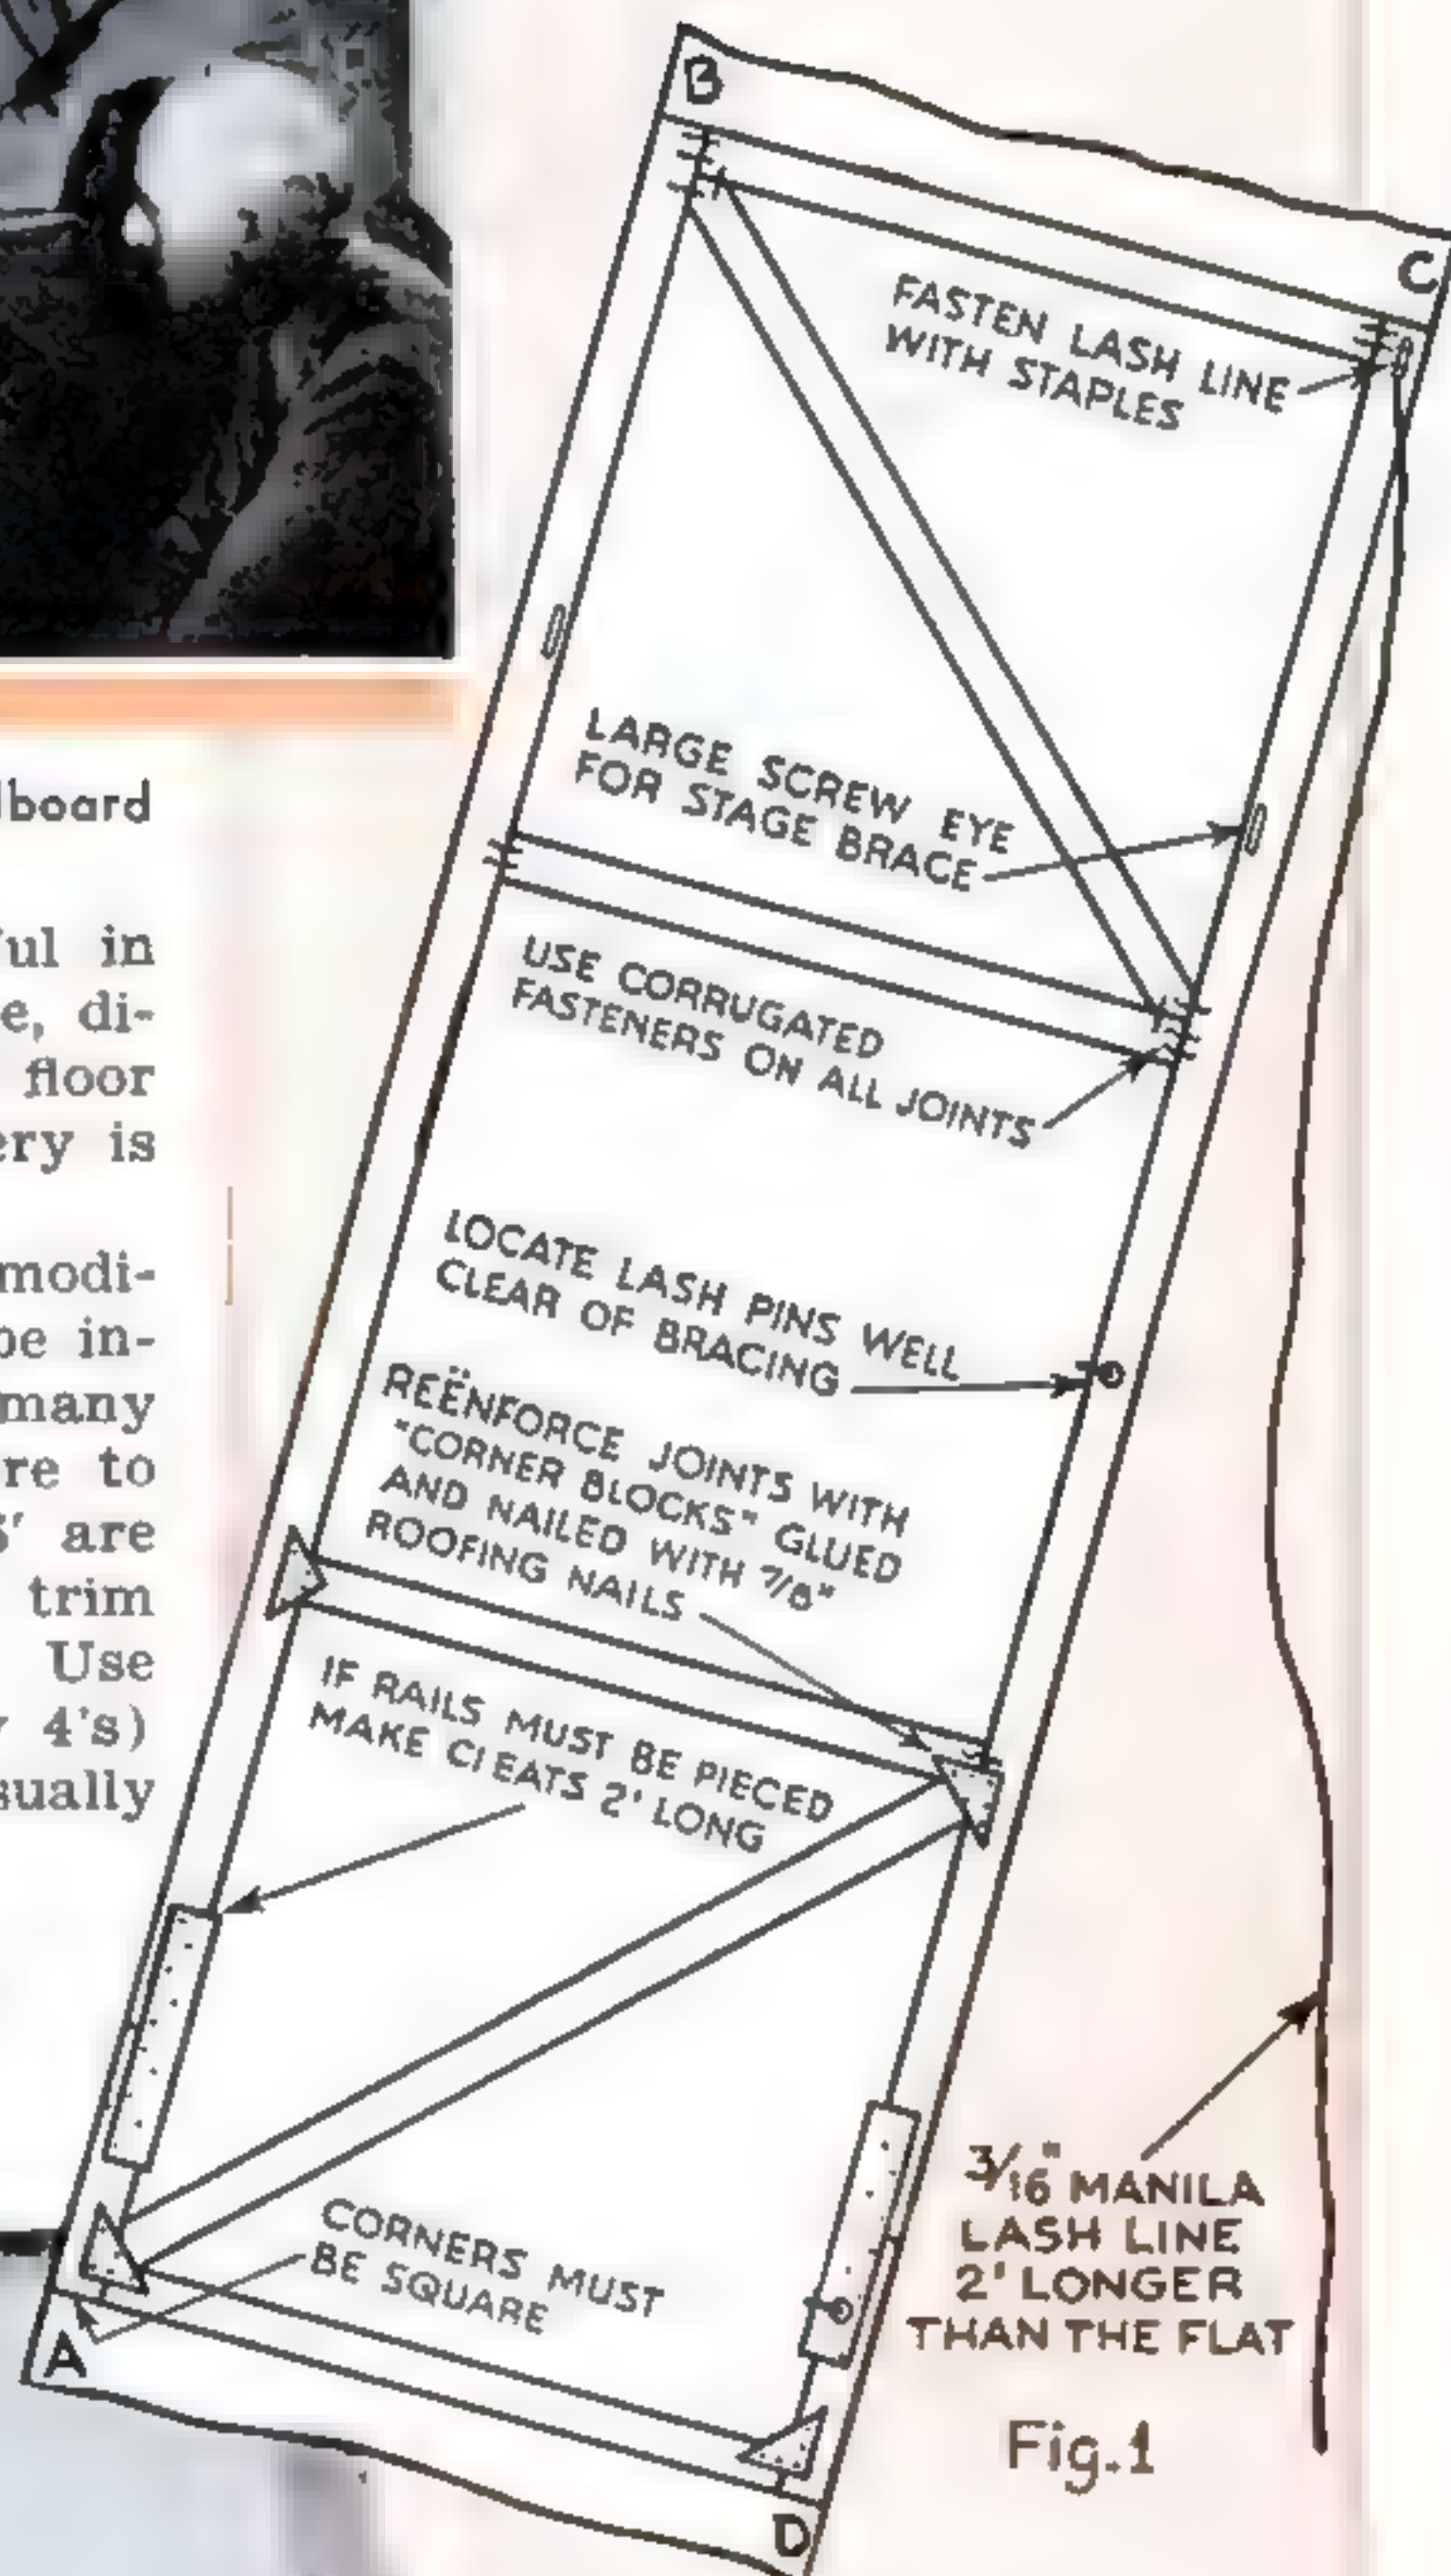 B
C
FASTEN LASH LINE
WITH STAPLES
LARGE SCREW EYE
FOR STAGE BRACE
USE CORRUGATED
FASTENERS ON ALL JOINTS
LOCATE LASH PINS WELL
CLEAR OF BRACING
REËNFORCE JOINTS WITH
"CORNER BLOCKS" GLUED
AND NAILED WITH 7/8"
ROOFING NAILS
IF RAILS MUST BE PIECED
MAKE CLEATS 2' LONG
CORNERS MUST
BE SQUARE
A
D
3/16" MANILA
LASH LINE
2' LONGER
THAN THE FLAT
Fig.1
board
ul in
e, di-
floor
ery is
modi-
be in-
many
re to
' are
trim
Use
4's)
sually